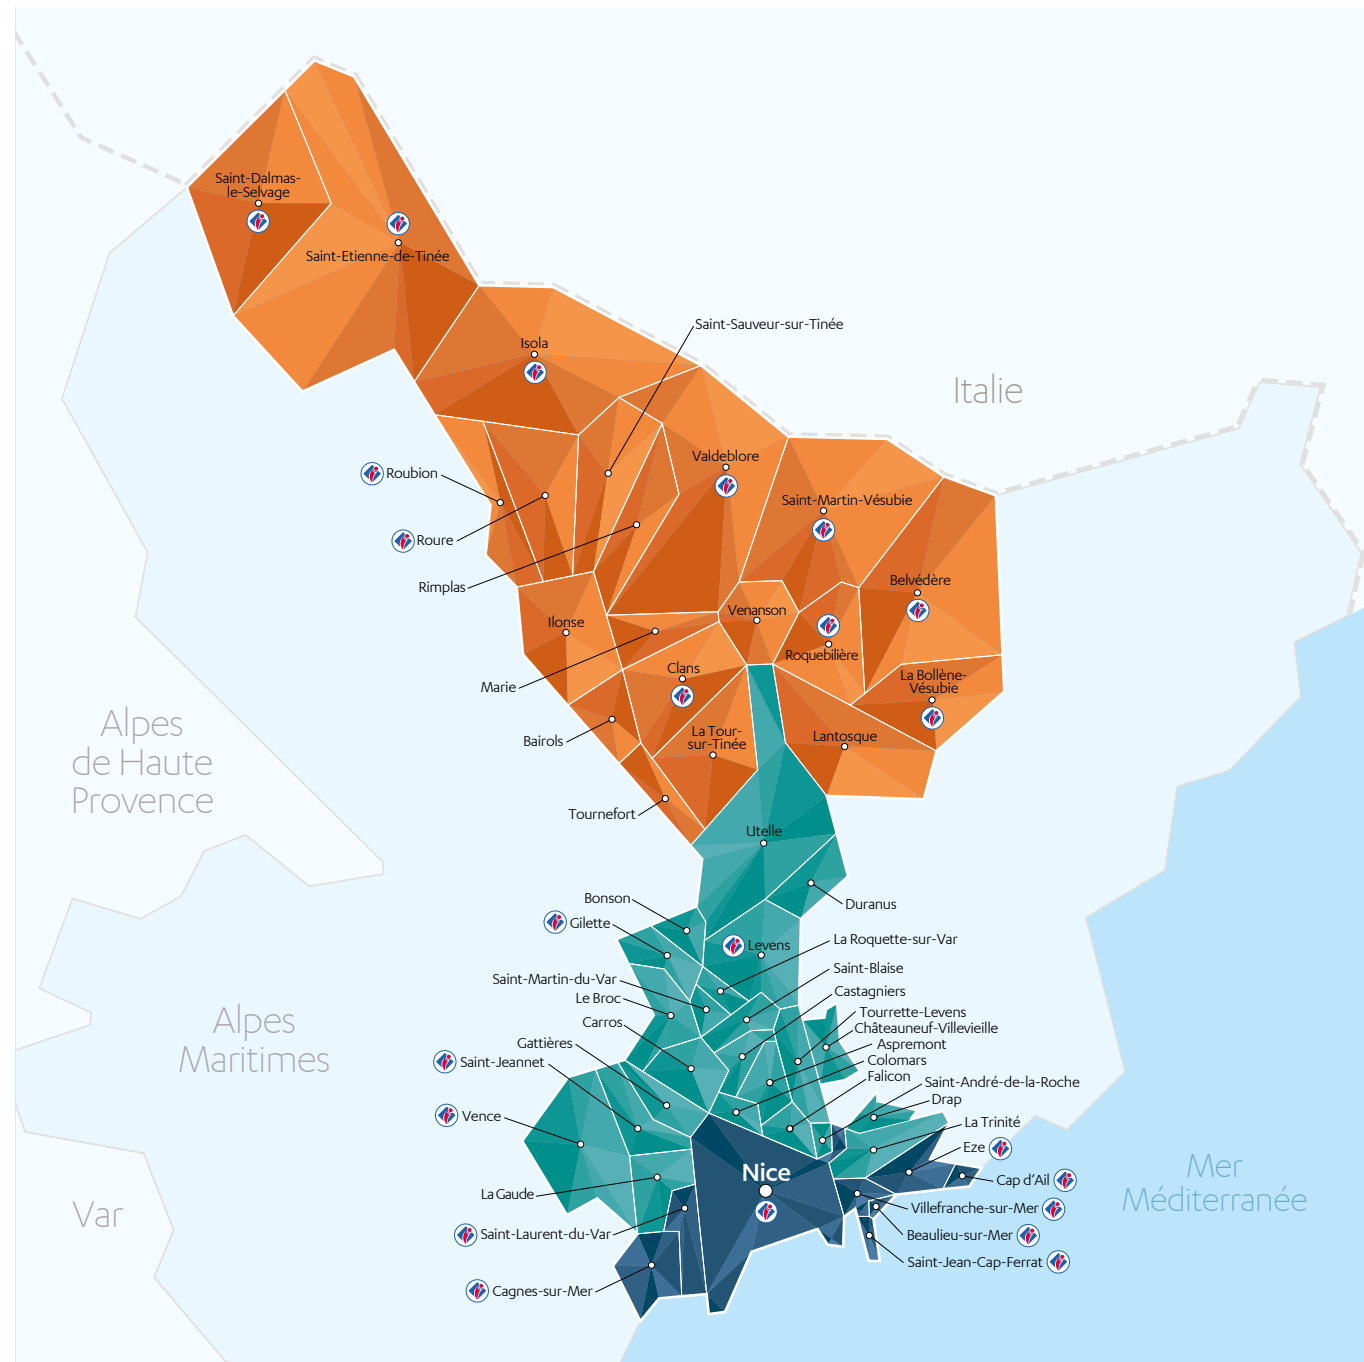 Saint-Dalmas-
le-Selvage
Saint-Etienne-de-Tinée
Saint-Sauveur-sur-Tinée
Isola
Italie
Valdeblore
Roubion
Saint-Martin-Vésubie
Roure
Belvédère
Rimplas
Venanson
Ilonse
Roquebilière
Clans
La Bollène-
Vésubie
Marie
Alpes
de Haute
Provence
La Tour-
sur-Tinée
Lantosque
Bairols
Tournefort
Utelle
Bonson
Duranus
Gilette
Levens
La Roquette-sur-Var
Saint-Blaise
Saint-Martin-du-Var
Castagniers
Le Broc
Tourrette-Levens
Alpes
Maritimes
Carros
Châteauneuf-Villevieille
Gattières
Aspremont
Saint-Jeannet
Colomars
Falicon
Saint-André-de-la-Roche
Drap
Vence
La Trinité
Eze
Nice
Mer
Méditerranée
Cap d'Ail
La Gaude
Var
Villefranche-sur-Mer
Saint-Laurent-du-Var
Beaulieu-sur-Mer
Saint-Jean-Cap-Ferrat
Cagnes-sur-Mer